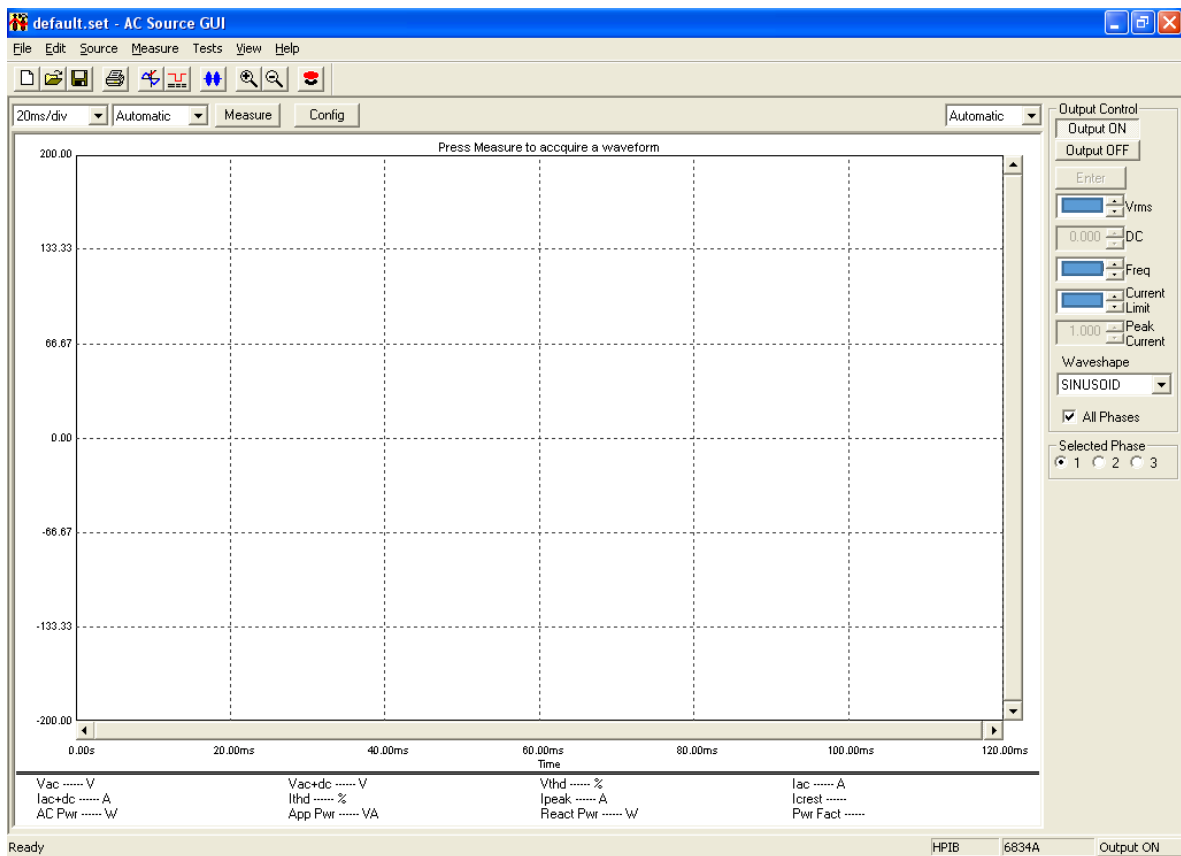 default.set - AC Source GUI
File Edit Source Measure Tests View Help
20ms/div Automatic Measure Config Automatic
Press Measure to accquire a waveform
200.00
133.33
66.67
0.00
-66.67
-133.33
-200.00
0.00s 20.00ms 40.00ms 60.00ms 80.00ms 100.00ms 120.00ms
Time
Vac ----- V Vac+dc ----- V Vthd ----- % Iac ----- A
Iac+dc ----- A Ithd ----- % Ipeak ----- A Icrest -----
AC Pwr ----- W App Pwr ----- VA React Pwr ----- W Pwr Fact -----
Output Control
Output ON
Output OFF
Enter
Vrms
0.000 DC
Freq
Current
Limit
1.000 Peak
Current
Waveshape
SINUSOID
All Phases
Selected Phase
1 2 3
Ready HPIB 6834A Output ON